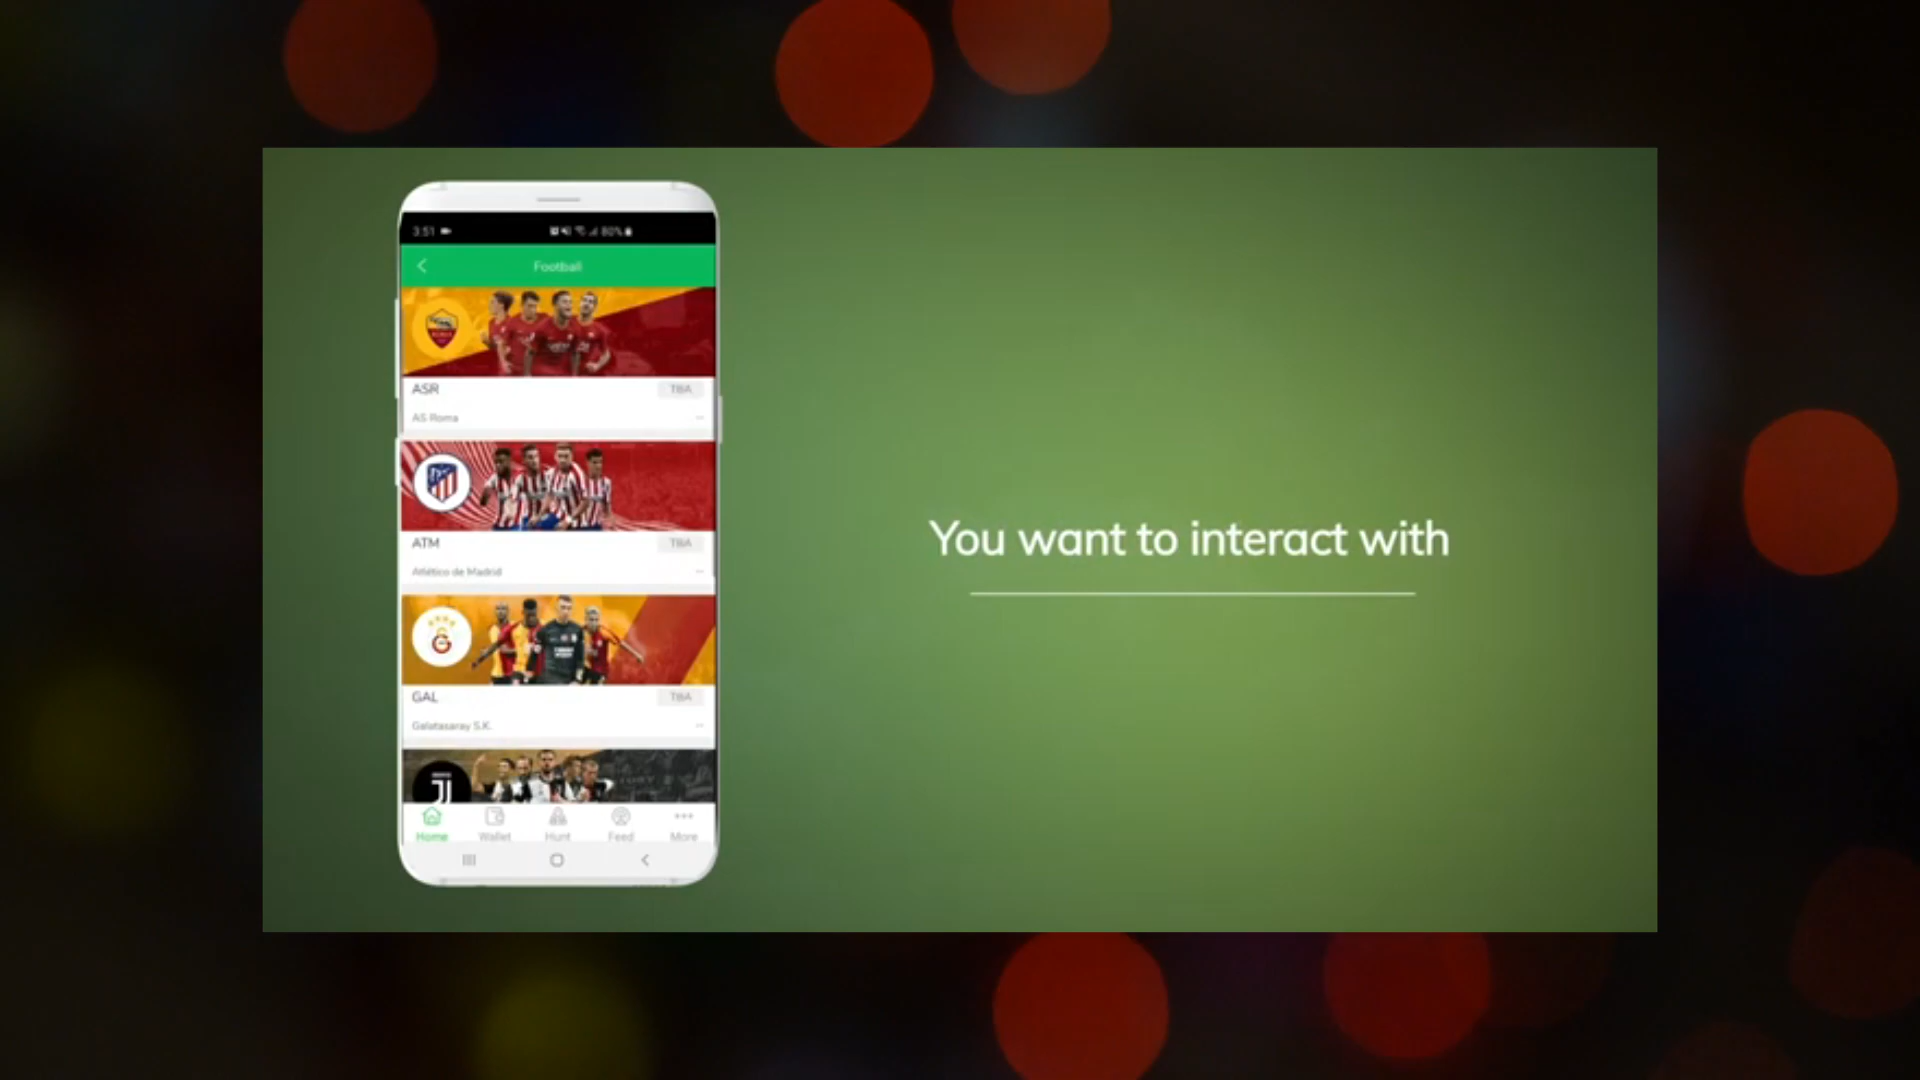 3:51
80%
Football
ASR
TBA
AS Roma
ATM
TBA
Atlético de Madrid
GAL
TBA
Galatasaray S.K.
Home
Wallet
Hunt
Feed
More
You want to interact with